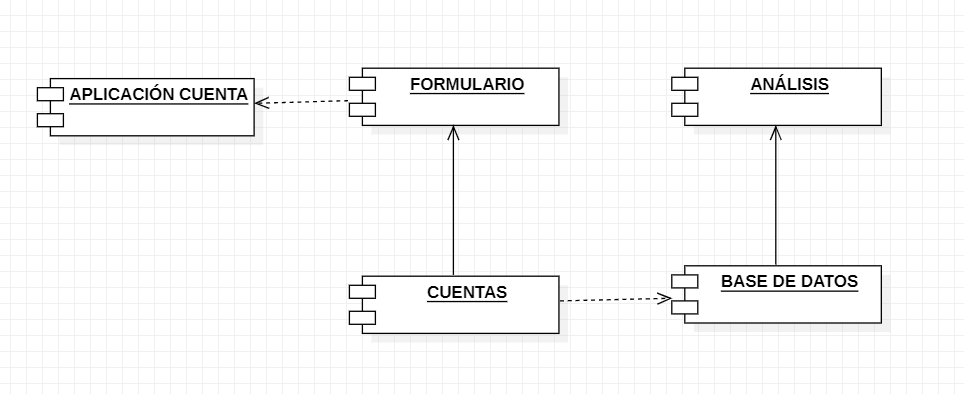 APLICACIÓN CUENTA
FORMULARIO
ANÁLISIS
CUENTAS
BASE DE DATOS